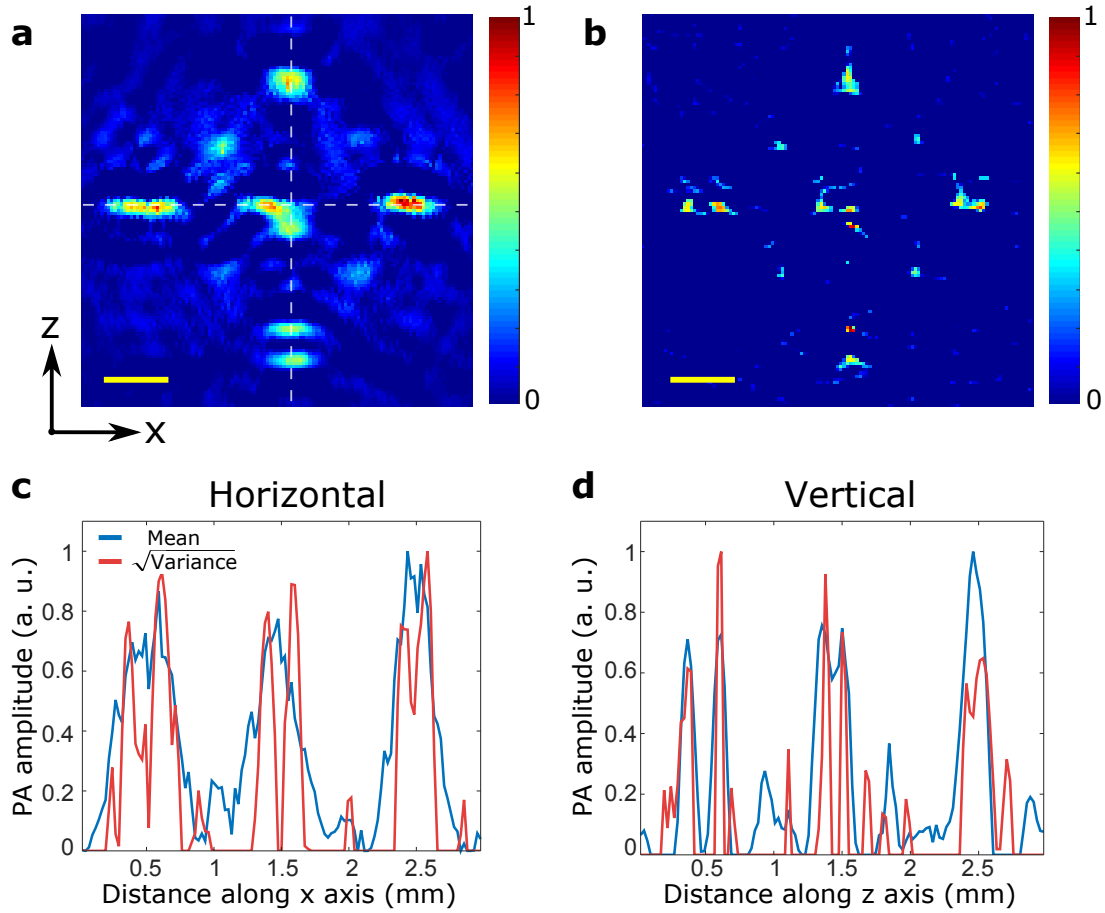 a
1
0
z
x
b
1
0
c
Horizontal
Mean
√Variance
PA amplitude (a. u.)
1
0.8
0.6
0.4
0.2
0
0.5
1
1.5
2
2.5
Distance along x axis (mm)
d
Vertical
PA amplitude (a. u.)
1
0.8
0.6
0.4
0.2
0
0.5
1
1.5
2
2.5
Distance along z axis (mm)